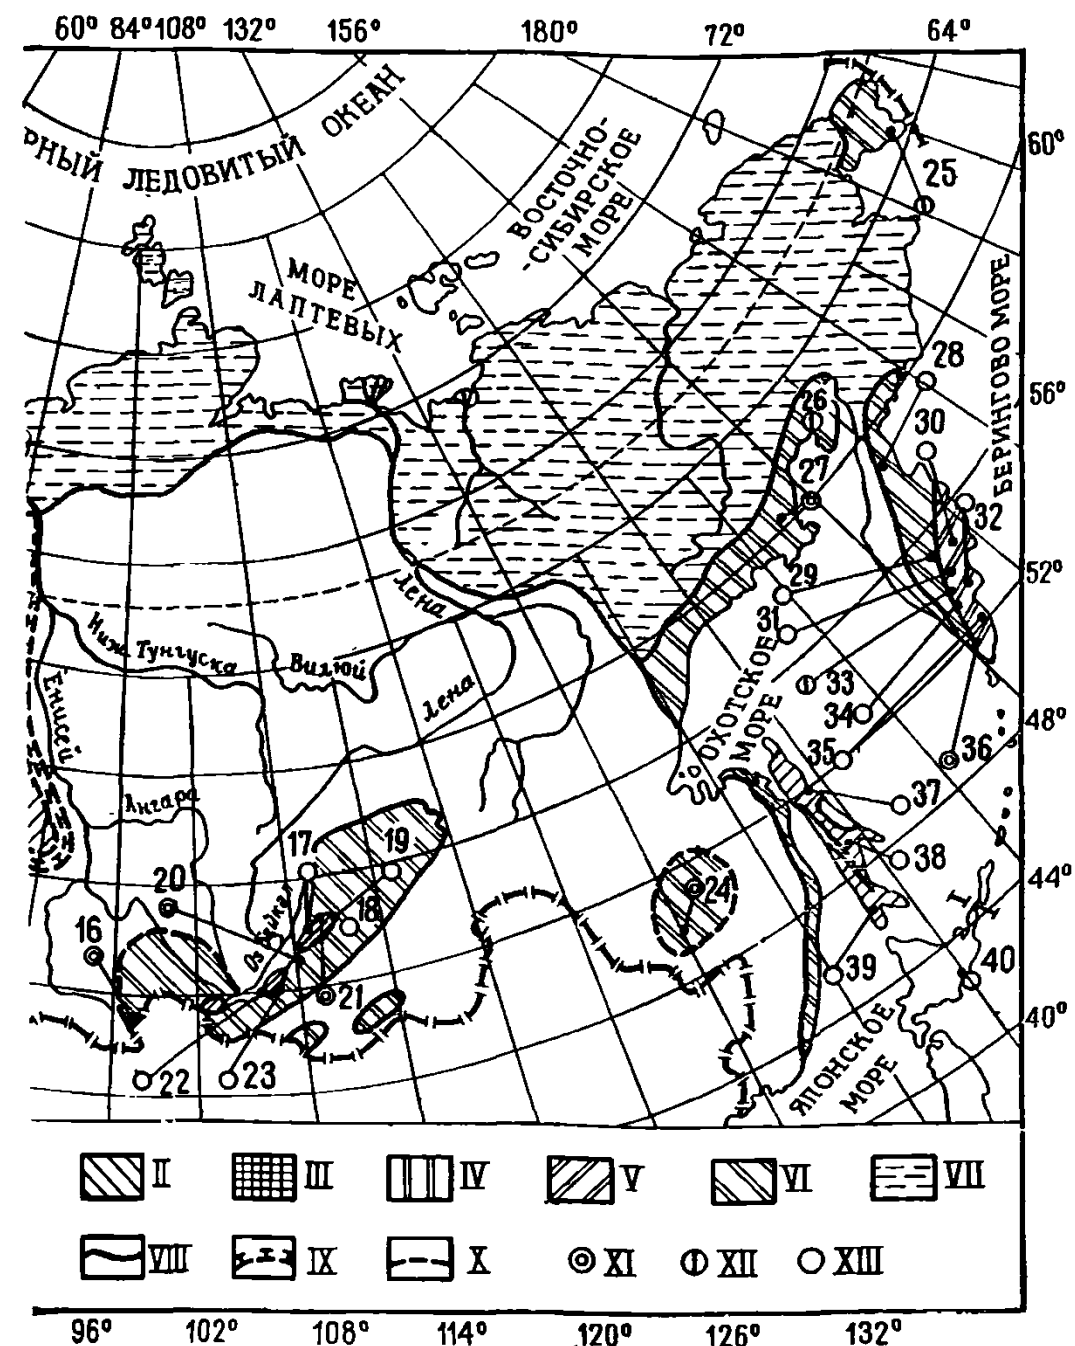 60° 84° 108° 132° 156° 180° 72° 64°
РНЫЙ ЛЕДОВИТЫЙ ОКЕАН
ВОСТОЧНО-
-СИБИРСКОЕ
МОРЕ
60°
25
МОРЕ
ЛАПТЕВЫХ
БЕРИНГОВО МОРЕ
28
56°
26
30
27
32
52°
29
Лена
31
Ниж. Тунгуска
Вилюй
Лена
Енисей
ОХОТСКОЕ
МОРЕ
33
34
48°
35
36
Ангара
37
17
19
38
44°
20
24
18
16
Оз. Байкал
39
40
21
40°
ЯПОНСКОЕ
МОРЕ
22
23
II III IV V VI VII
VIII IX X XI XII XIII
96° 102° 108° 114° 120° 126° 132°